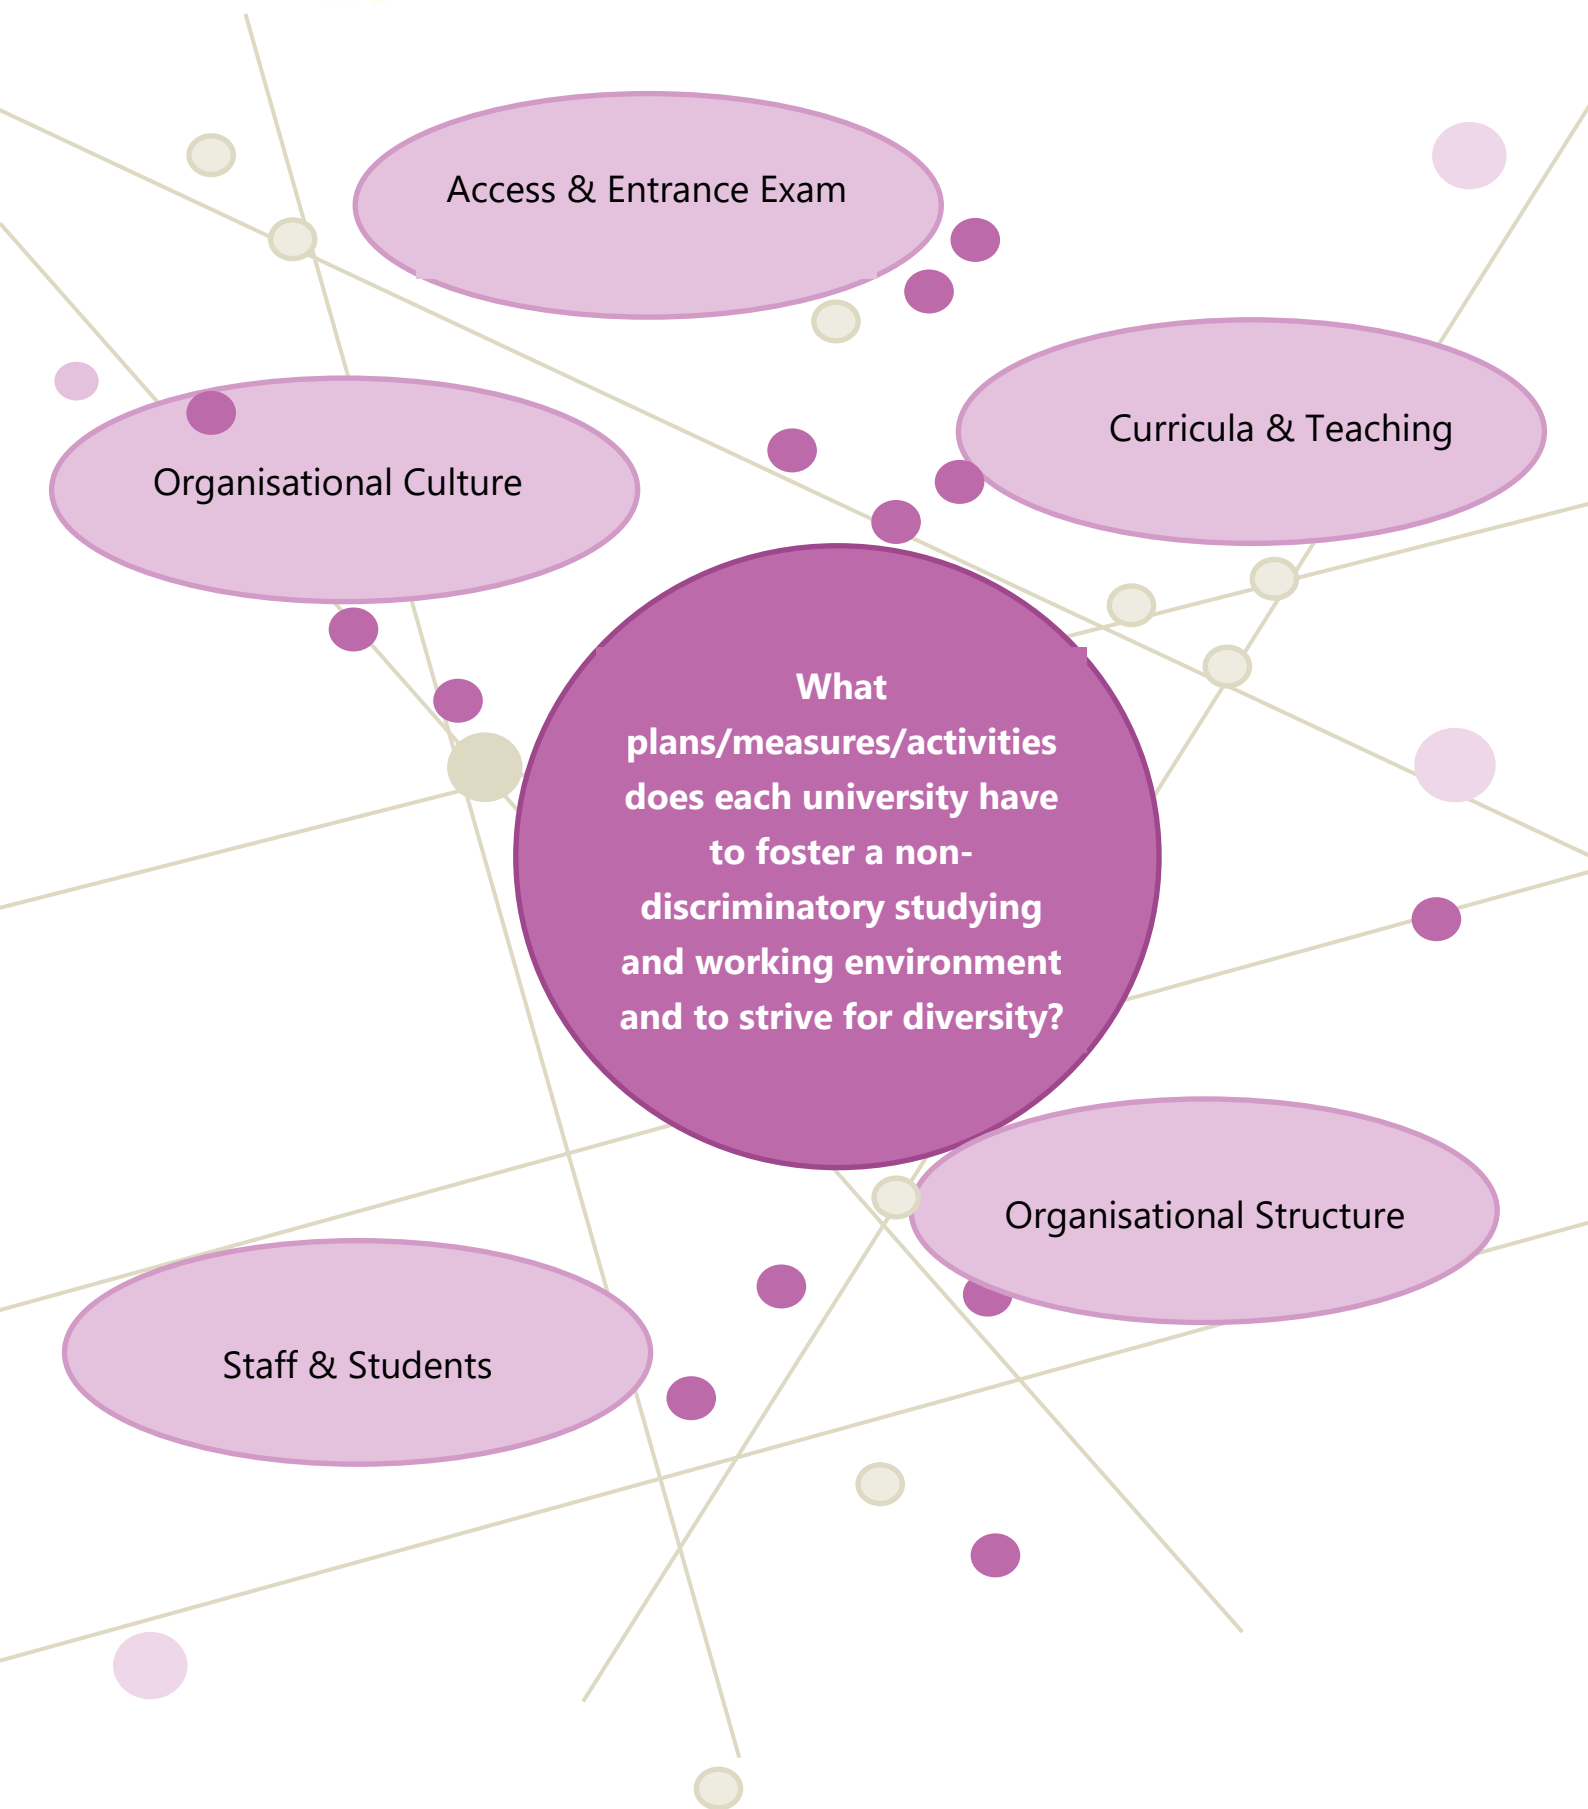 Access & Entrance Exam
Curricula & Teaching
Organisational Culture
What
plans/measures/activities
does each university have
to foster a non-
discriminatory studying
and working environment
and to strive for diversity?
Organisational Structure
Staff & Students